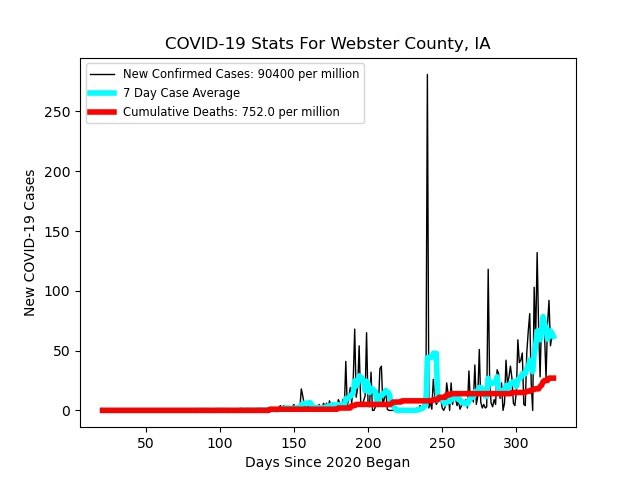 COVID-19 Stats For Webster County, IA
New Confirmed Cases: 90400 per million
7 Day Case Average
Cumulative Deaths: 752.0 per million
New COVID-19 Cases
250
200
150
100
50
0
50 100 150 200 250 300
Days Since 2020 Began